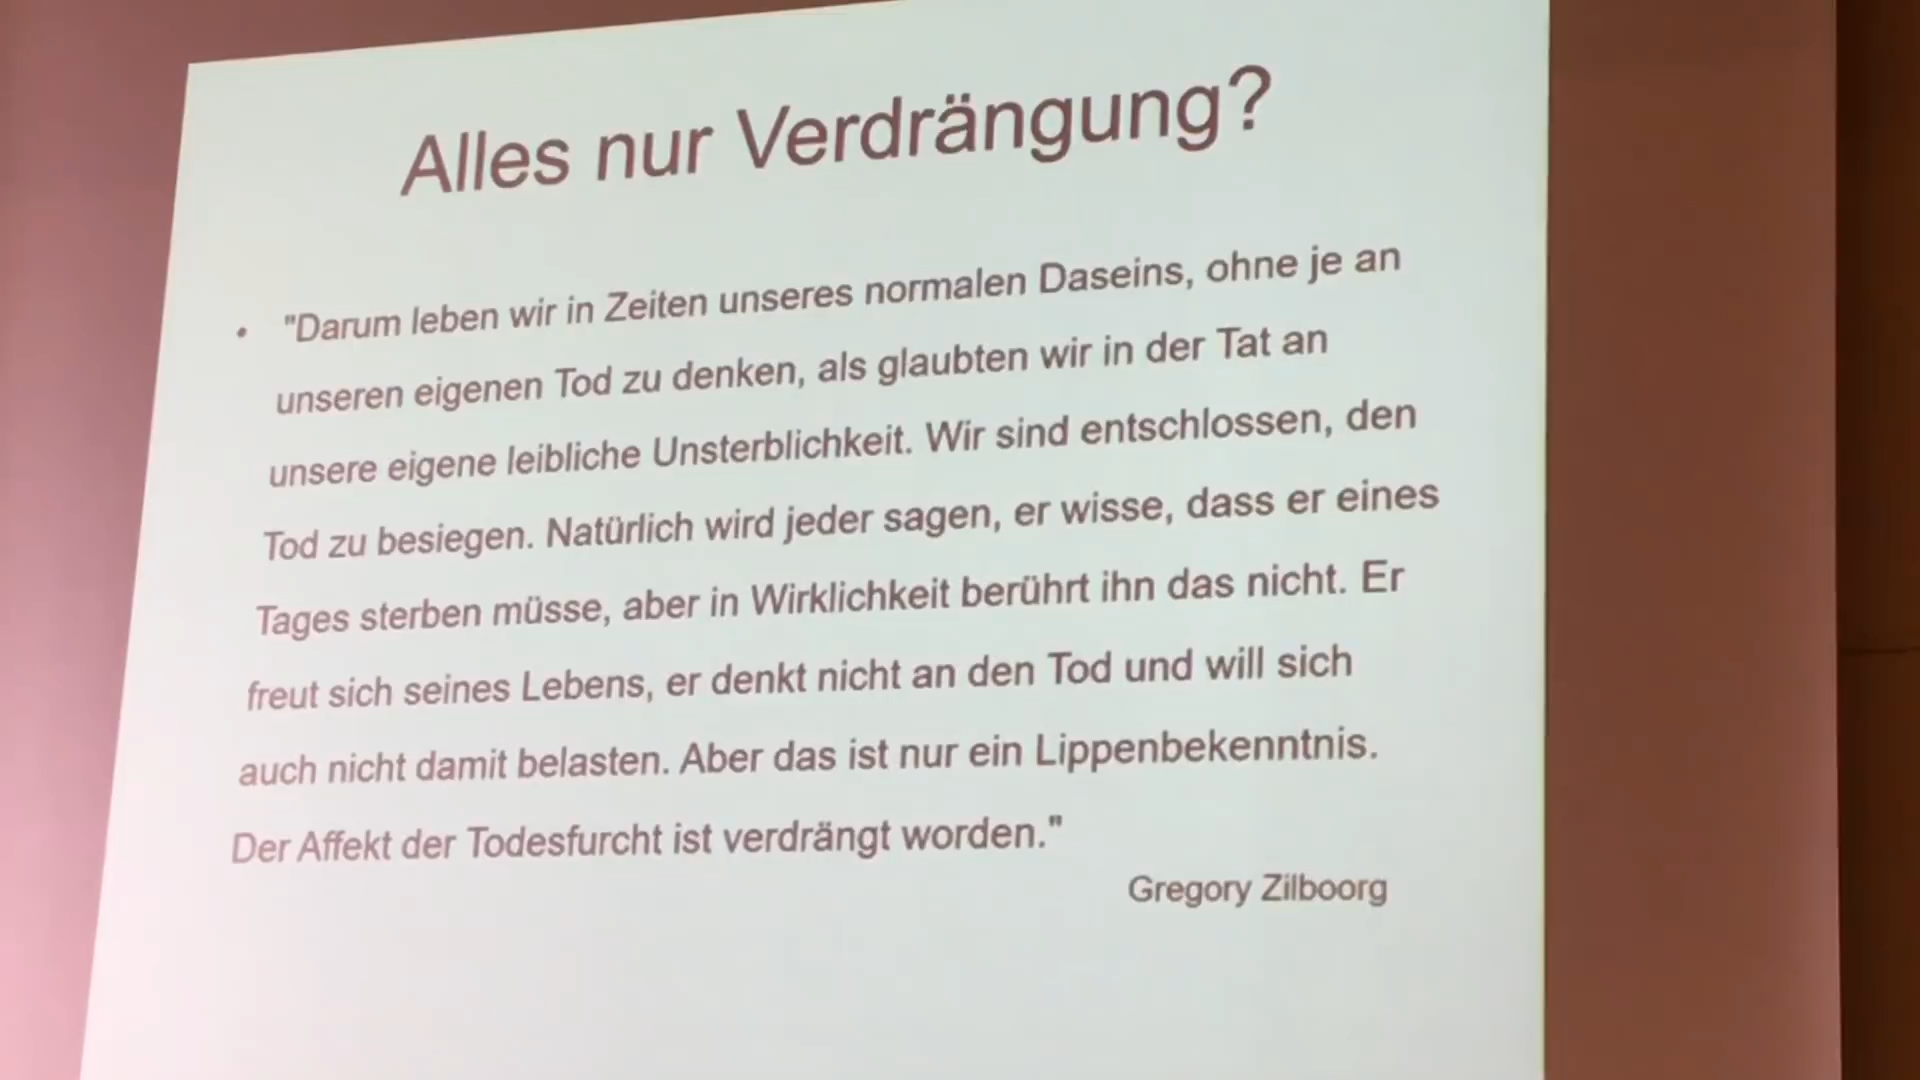 Alles nur Verdrängung?
• "Darum leben wir in Zeiten unseres normalen Daseins, ohne je an
unseren eigenen Tod zu denken, als glaubten wir in der Tat an
unsere eigene leibliche Unsterblichkeit. Wir sind entschlossen, den
Tod zu besiegen. Natürlich wird jeder sagen, er wisse, dass er eines
Tages sterben müsse, aber in Wirklichkeit berührt ihn das nicht. Er
freut sich seines Lebens, er denkt nicht an den Tod und will sich
auch nicht damit belasten. Aber das ist nur ein Lippenbekenntnis.
Der Affekt der Todesfurcht ist verdrängt worden."
Gregory Zilboorg